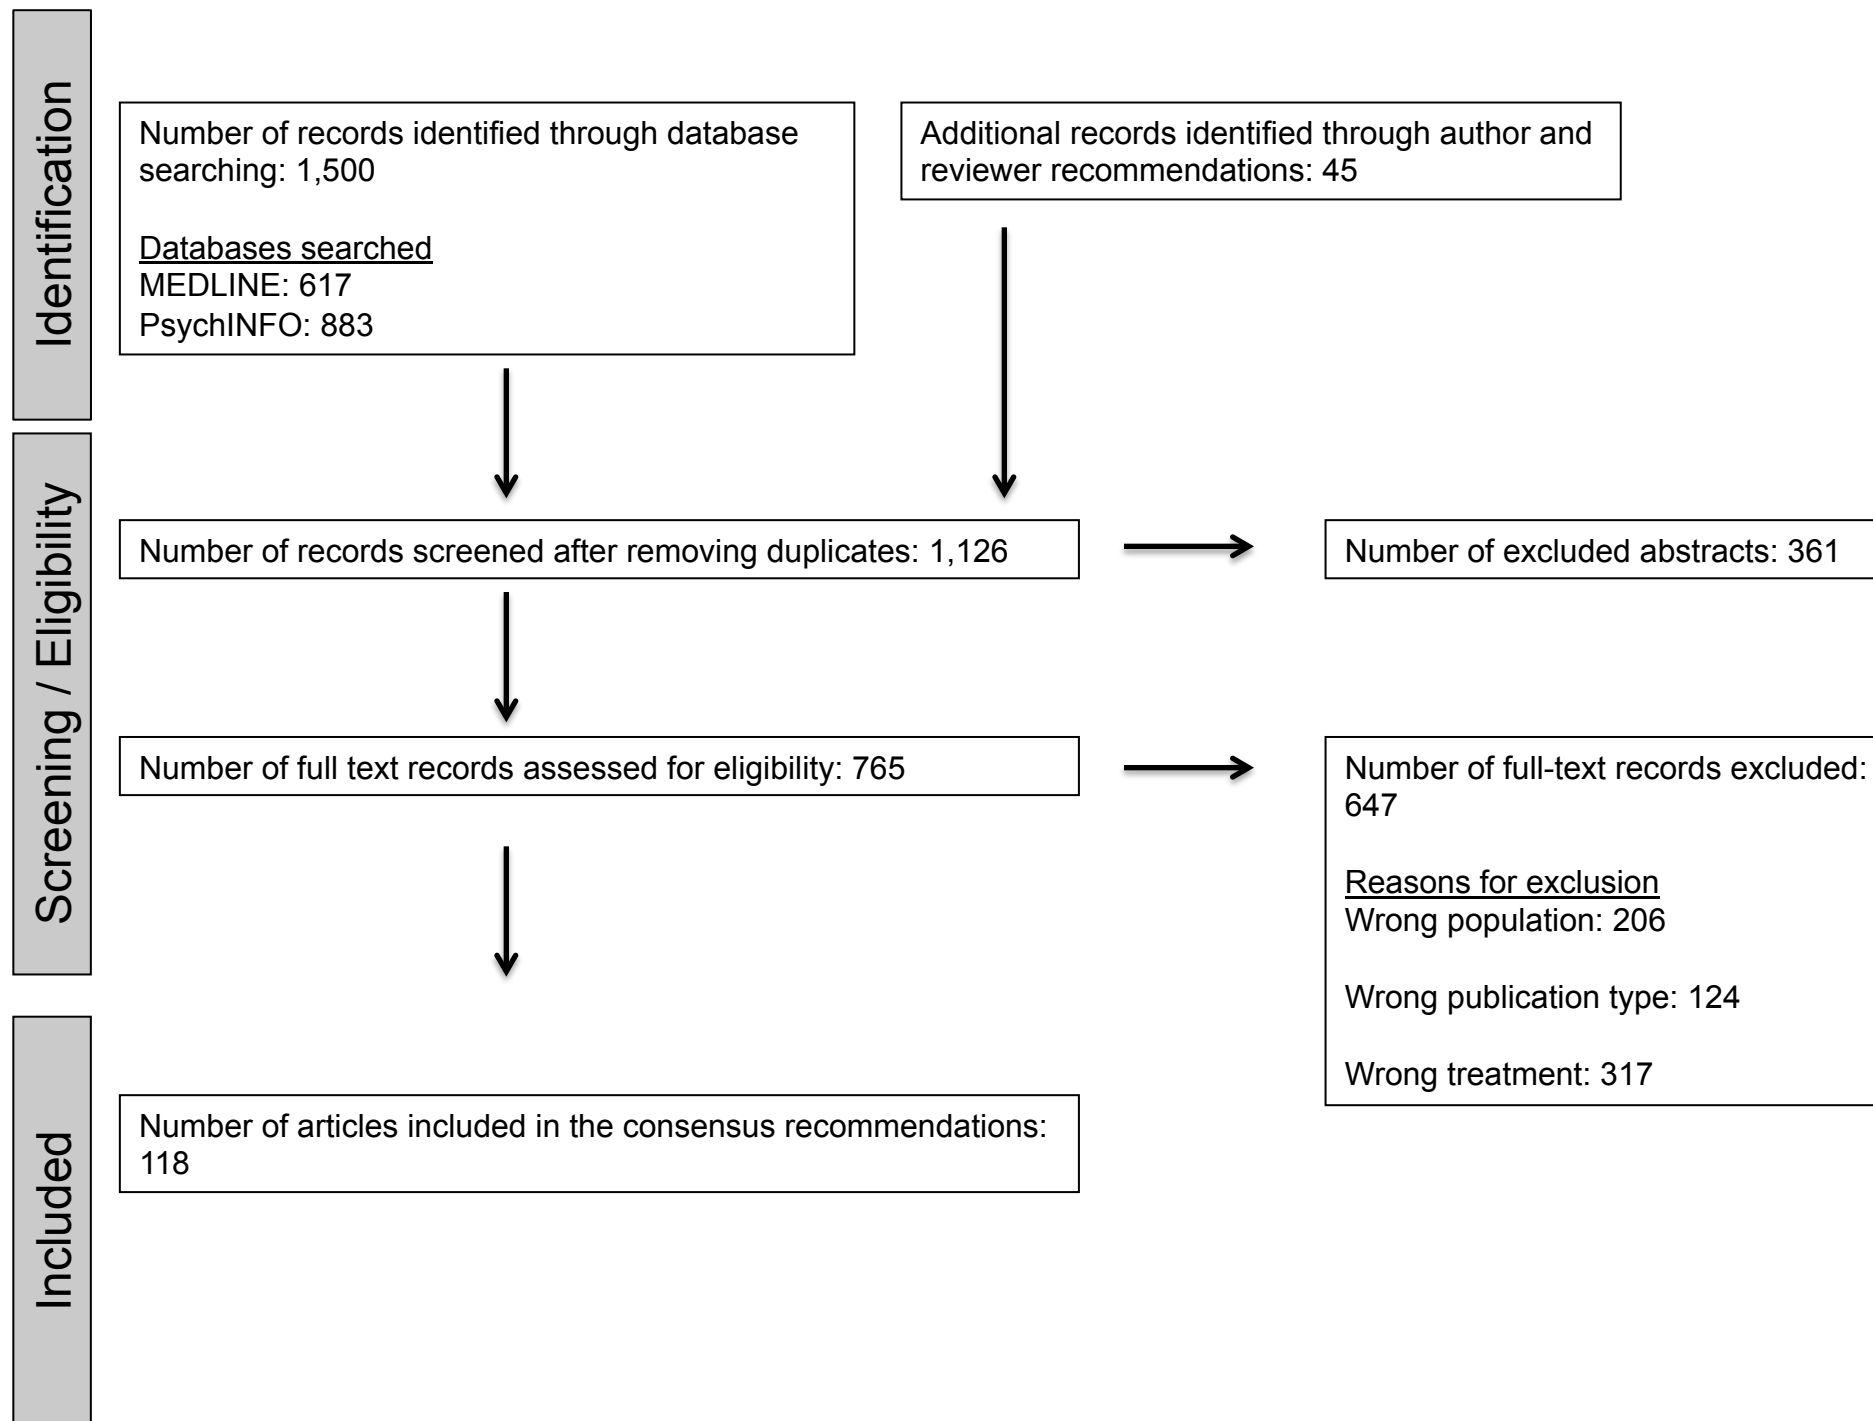 Identification
Number of records identified through database
searching: 1,500
Databases searched
MEDLINE: 617
PsychINFO: 883
Additional records identified through author and
reviewer recommendations: 45
Screening / Eligibility
Number of records screened after removing duplicates: 1,126
Number of excluded abstracts: 361
Number of full text records assessed for eligibility: 765
Number of full-text records excluded:
647
Reasons for exclusion
Wrong population: 206
Wrong publication type: 124
Wrong treatment: 317
Included
Number of articles included in the consensus recommendations:
118